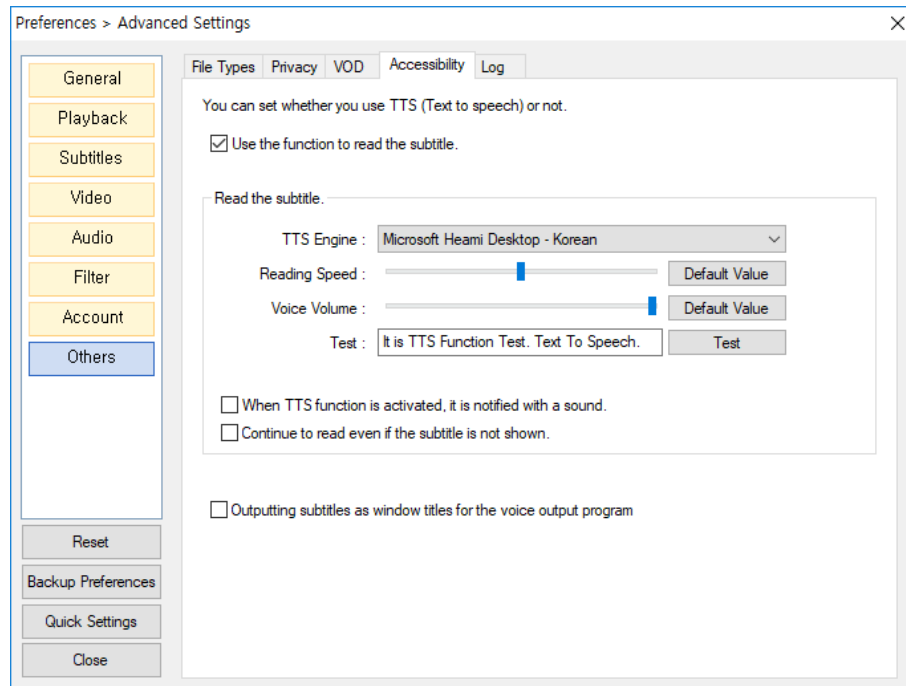 Preferences > Advanced Settings
General
Playback
Subtitles
Video
Audio
Filter
Account
Others
Reset
Backup Preferences
Quick Settings
Close
File Types Privacy VOD Accessibility Log
You can set whether you use TTS (Text to speech) or not.
Use the function to read the subtitle.
Read the subtitle.
TTS Engine : Microsoft Heami Desktop - Korean
Reading Speed : Default Value
Voice Volume : Default Value
Test : It is TTS Function Test. Text To Speech. Test
When TTS function is activated, it is notified with a sound.
Continue to read even if the subtitle is not shown.
Outputting subtitles as window titles for the voice output program